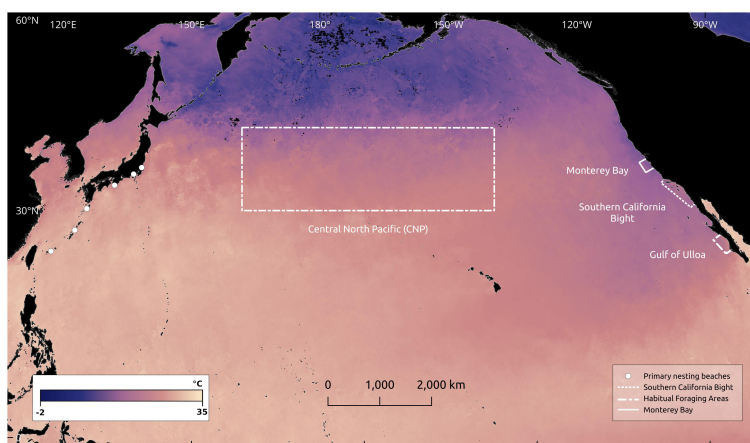 60°N 120°E 150°E 180° 150°W 120°W 90°W
Monterey Bay
Southern California
Bight
30°N
Central North Pacific (CNP)
Gulf of Ulloa
°C
-2 35
0 1,000 2,000 km
Primary nesting beaches
Southern California Bight
Habitual Foraging Areas
Monterey Bay